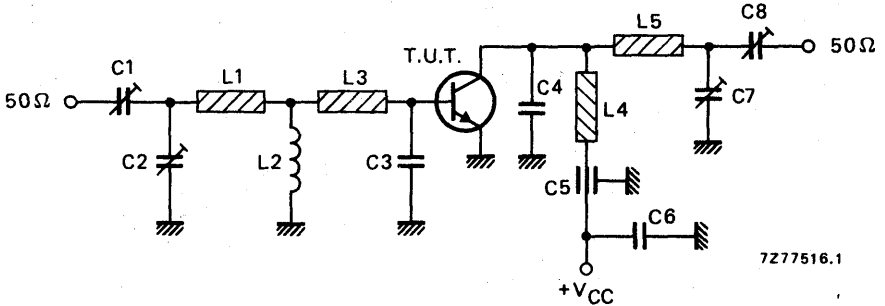 C8
L5
50Ω
T.U.T.
C1
L1
L3
50Ω
C4
C7
L4
C2
L2
C3
C5
C6
7Z77516.1
+VCC